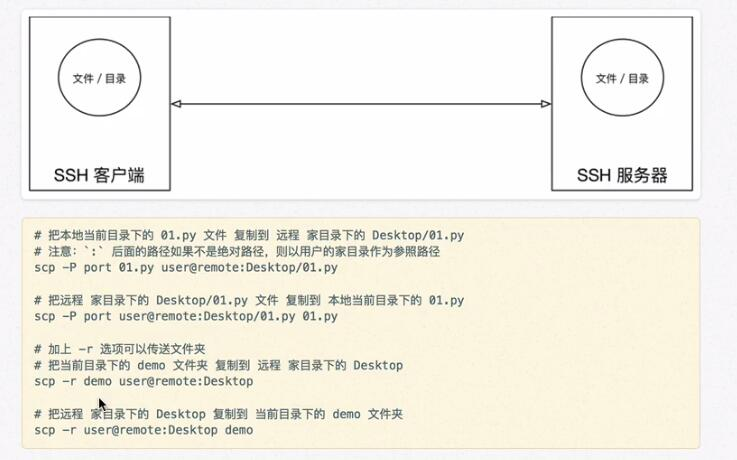 文件 / 目录
文件 / 目录
SSH 客户端
SSH 服务器
# 把本地当前目录下的 01.py 文件 复制到 远程 家目录下的 Desktop/01.py
# 注意：`:` 后面的路径如果不是绝对路径，则以用户的家目录作为参照路径
scp -P port 01.py user@remote:Desktop/01.py
# 把远程 家目录下的 Desktop/01.py 文件 复制到 本地当前目录下的 01.py
scp -P port user@remote:Desktop/01.py 01.py
# 加上 -r 选项可以传送文件夹
# 把当前目录下的 demo 文件夹 复制到 远程 家目录下的 Desktop
scp -r demo user@remote:Desktop
# 把远程 家目录下的 Desktop 复制到 当前目录下的 demo 文件夹
scp -r user@remote:Desktop demo